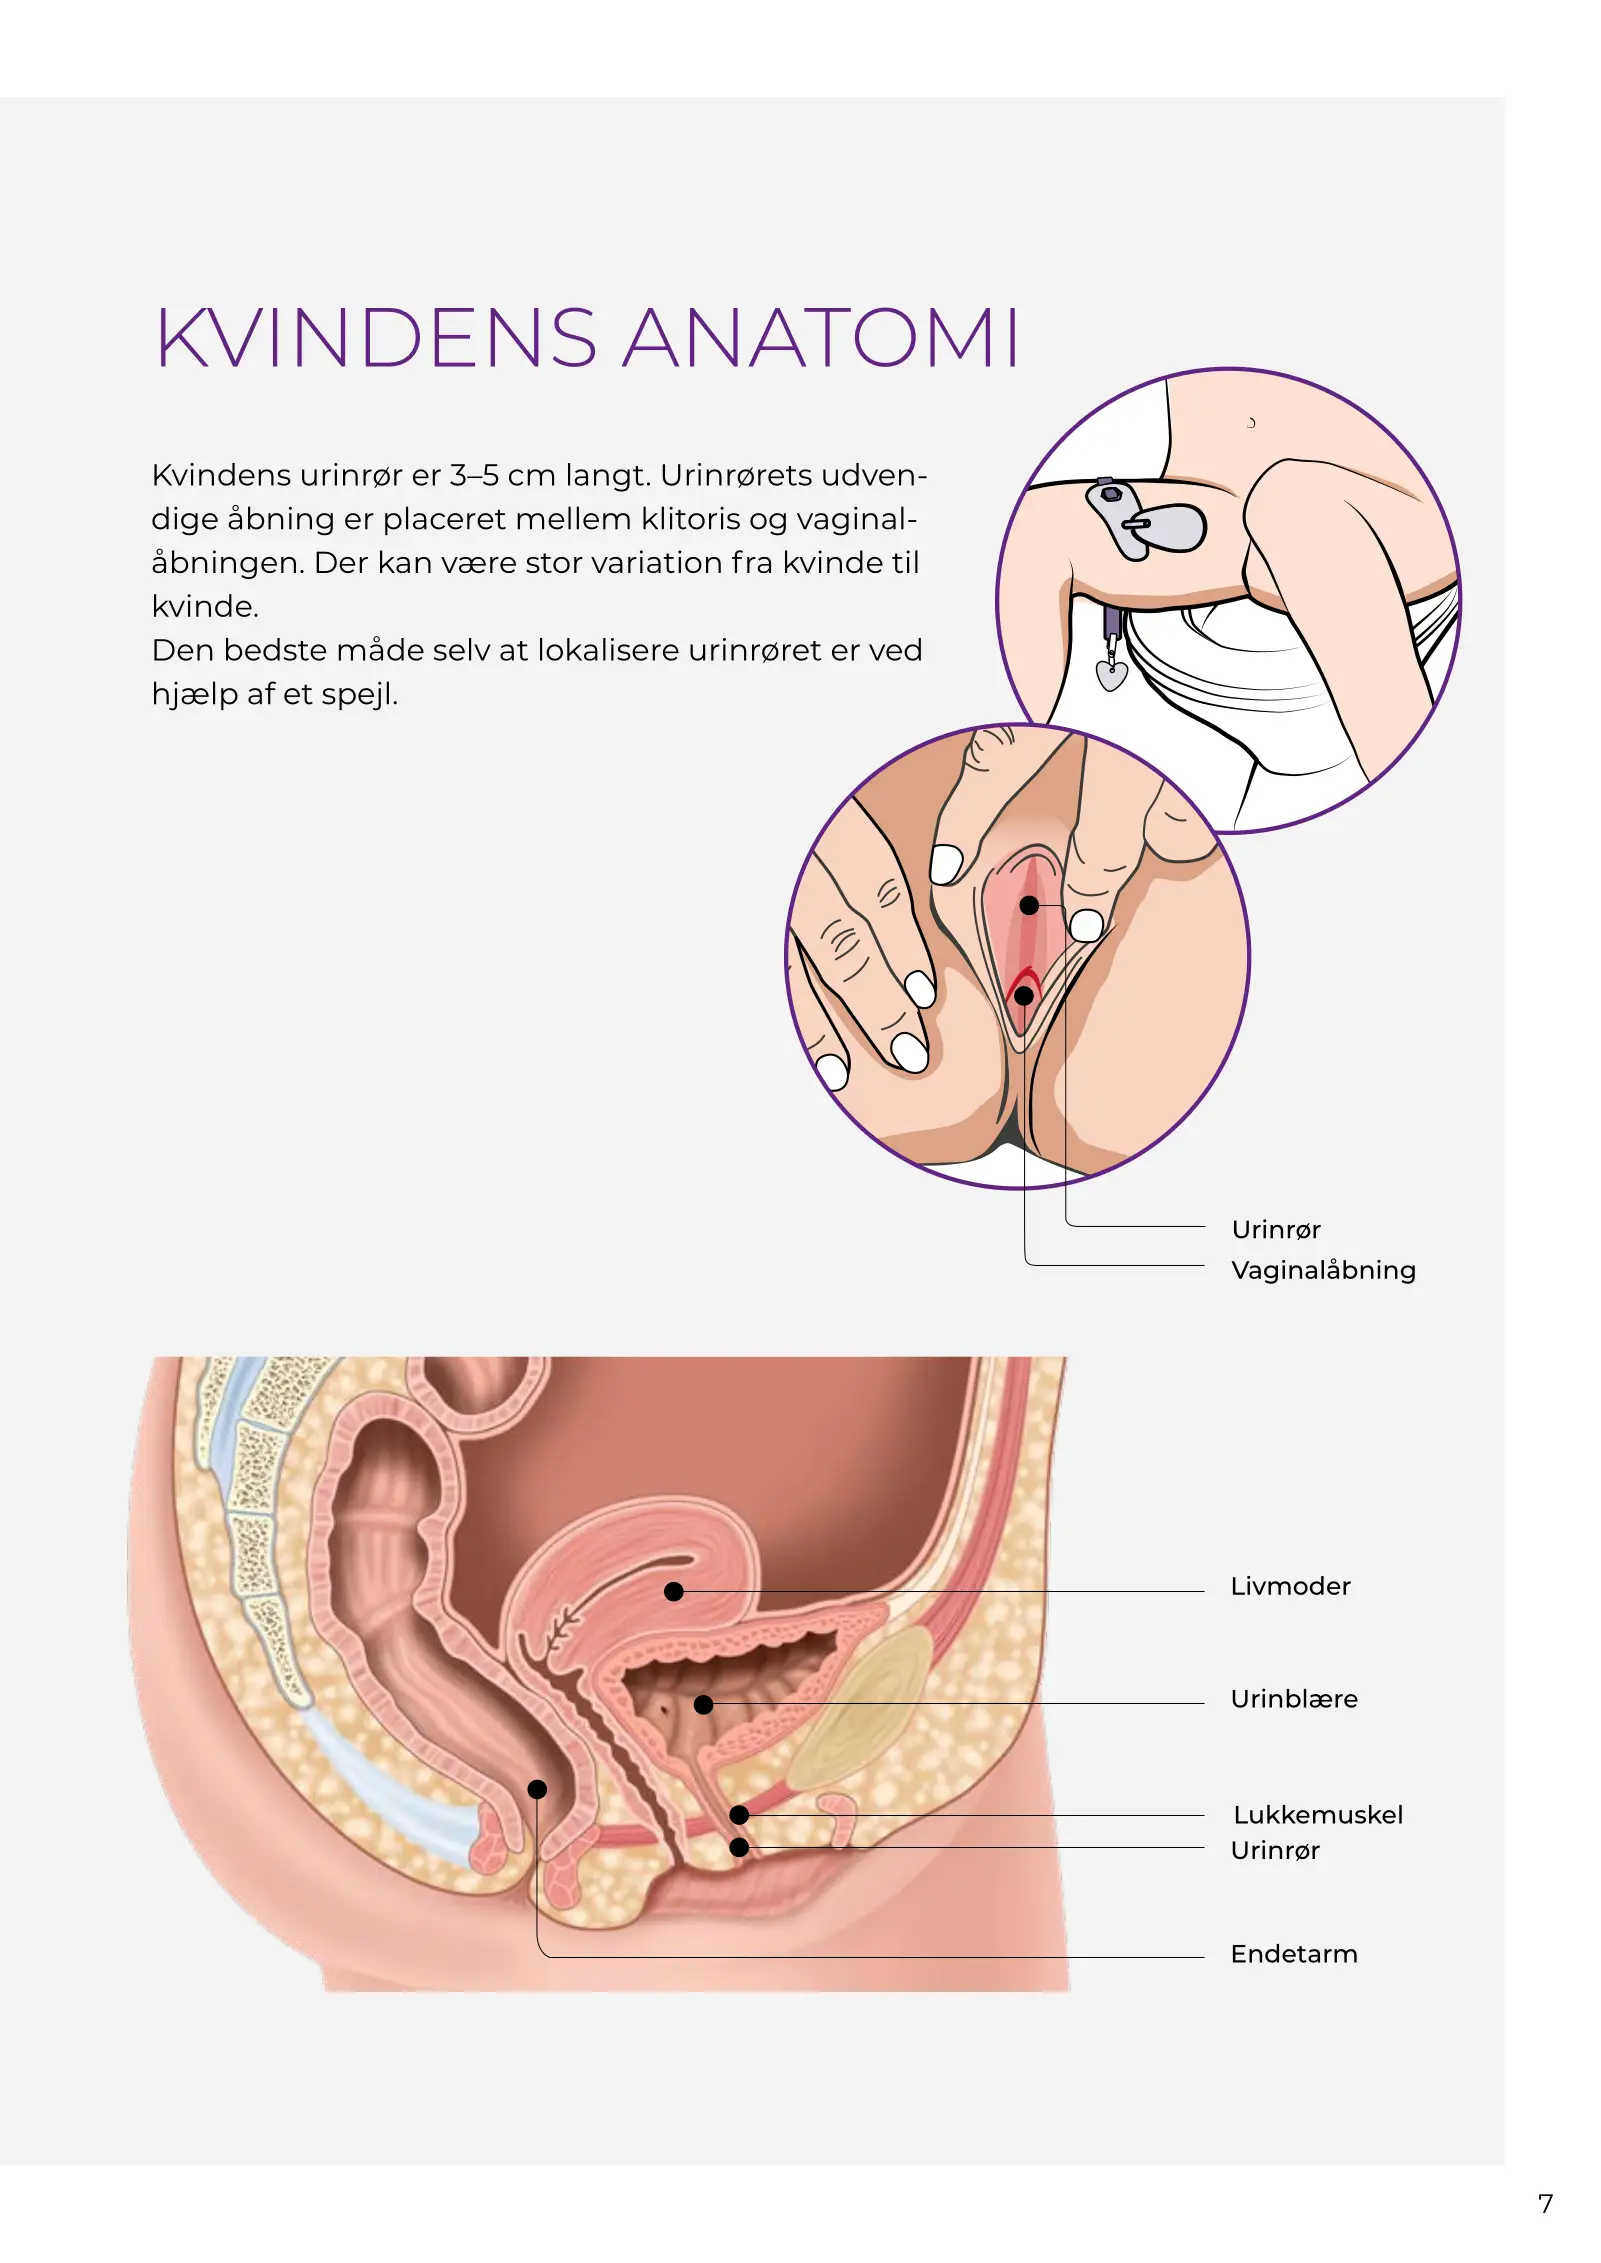 KVINDENS ANATOMI
Kvindens urinrør er 3–5 cm langt. Urinrørets udven-
dige åbning er placeret mellem klitoris og vaginal-
åbningen. Der kan være stor variation fra kvinde til
kvinde.
Den bedste måde selv at lokalisere urinrøret er ved
hjælp af et spejl.
Urinrør
Vaginalåbning
Livmoder
Urinblære
Lukkemuskel
Urinrør
Endetarm
7